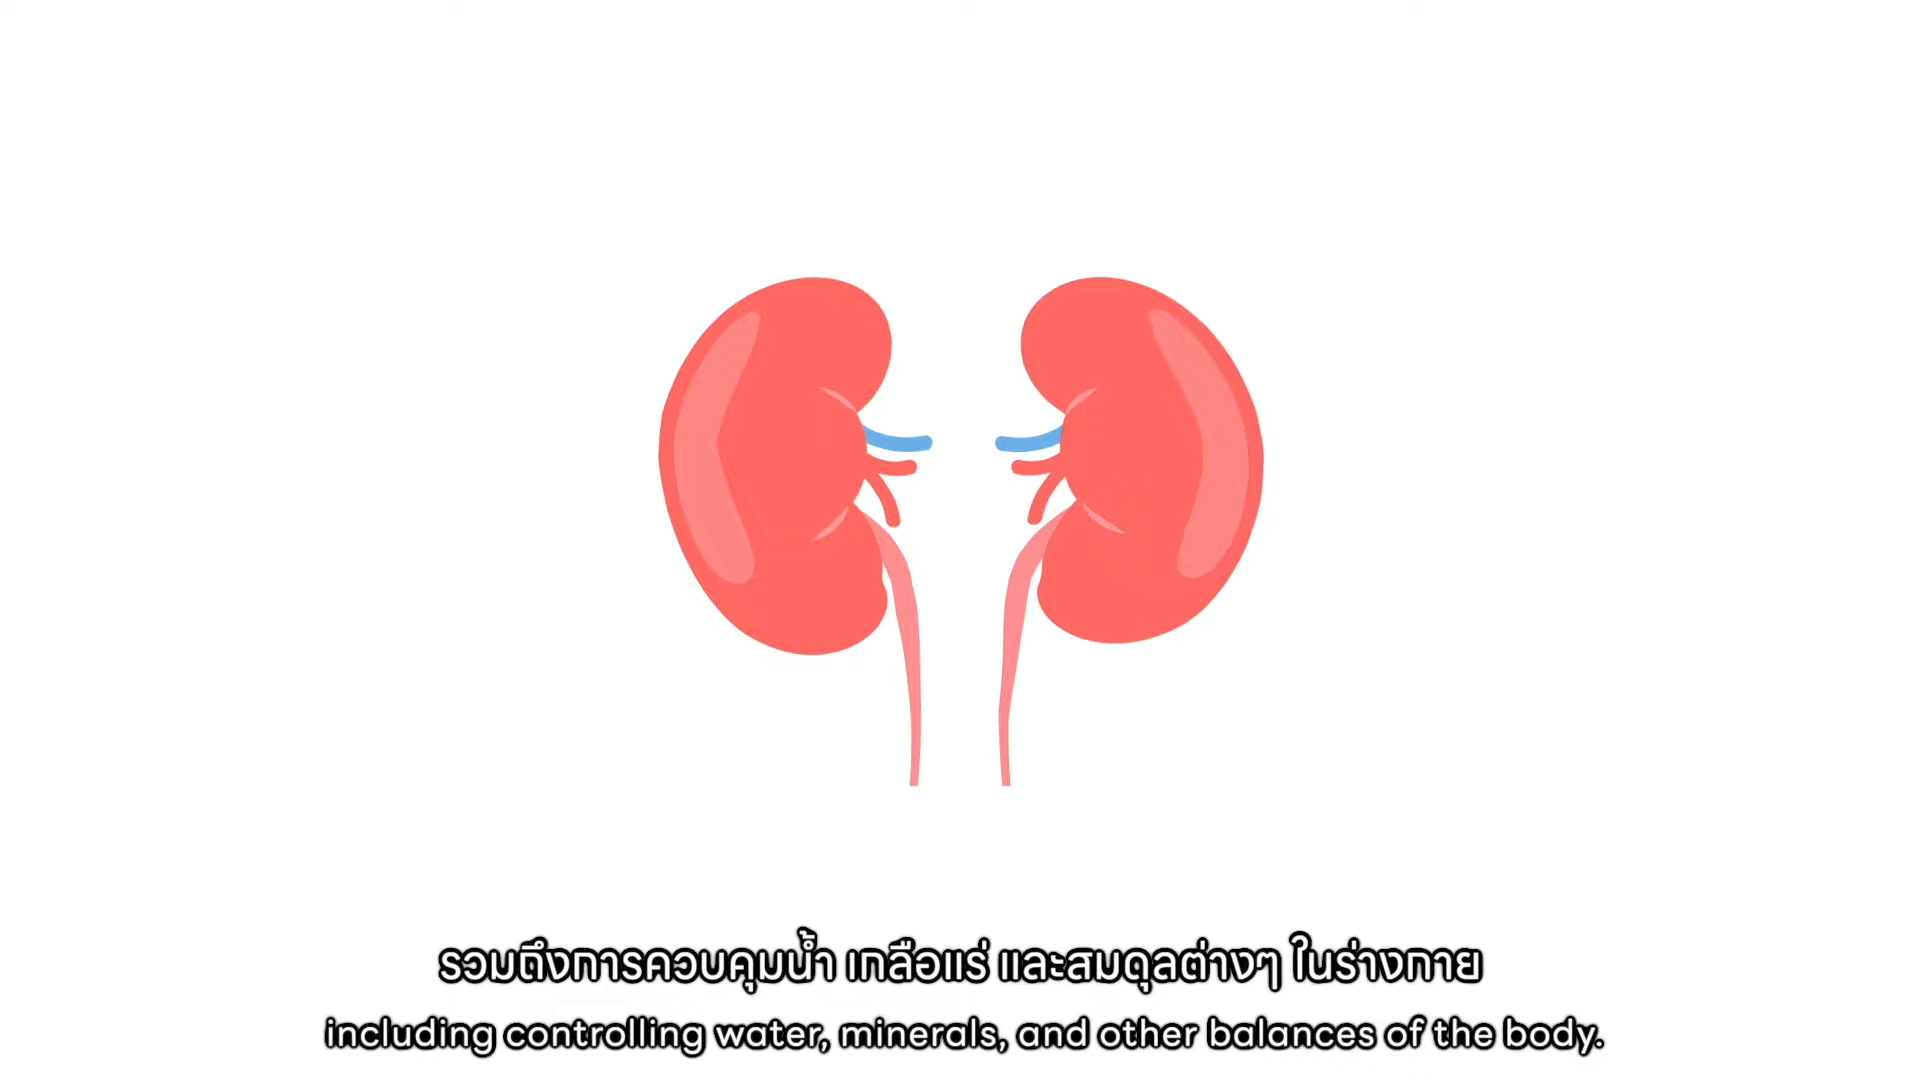 รวมถึงการควบคุมน้ำ เกลือแร่ และสมดุลต่างๆ ในร่างกาย
including controlling water, minerals, and other balances of the body.